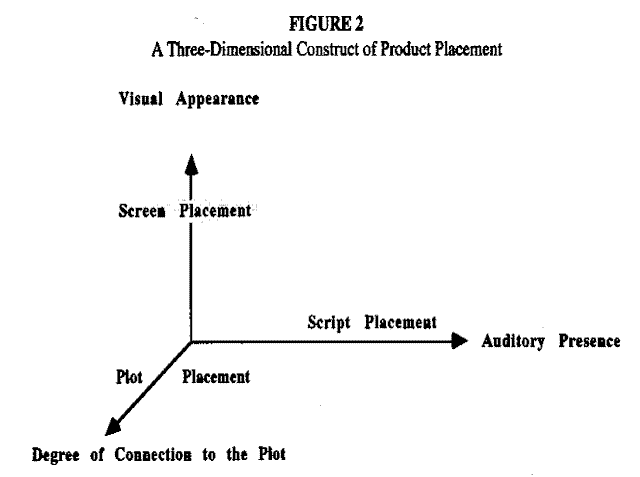 FIGURE 2
A Three-Dimensional Construct of Product Placement
Visual Appearance
Screen Placement
Script Placement
Auditory Presence
Plot Placement
Degree of Connection to the Plot